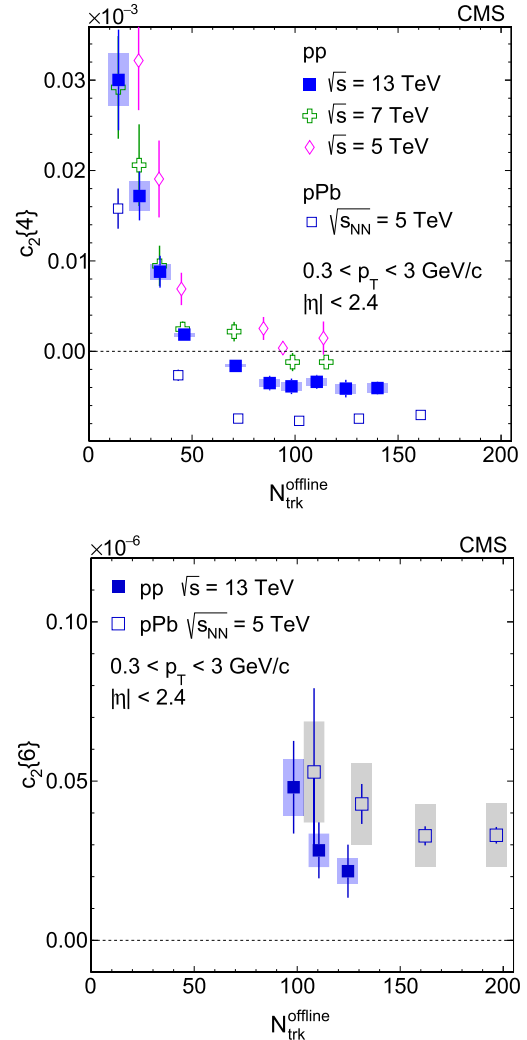 ×10⁻³
CMS
pp
√s = 13 TeV
√s = 7 TeV
√s = 5 TeV
pPb
√s_NN = 5 TeV
0.3 < p_T < 3 GeV/c
|η| < 2.4
c₂{4}
0.03
0.02
0.01
0.00
0 50 100 150 200
N_trk^offline
×10⁻⁶
CMS
pp √s = 13 TeV
pPb √s_NN = 5 TeV
0.3 < p_T < 3 GeV/c
|η| < 2.4
c₂{6}
0.10
0.05
0.00
0 50 100 150 200
N_trk^offline